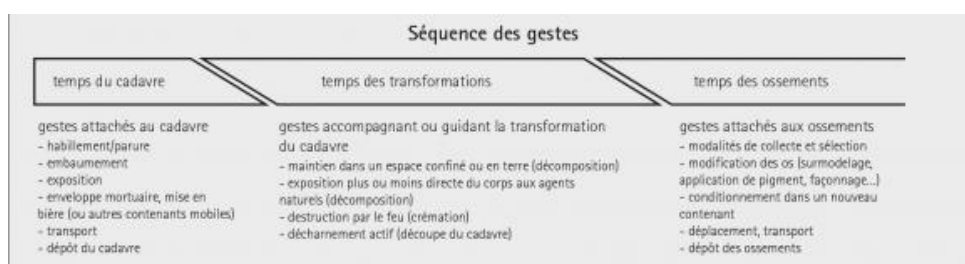 Séquence des gestes
temps du cadavre
temps des transformations
temps des ossements
gestes attachés au cadavre
- habillement/parure
- embaumement
- exposition
- enveloppe mortuaire, mise en
bière (ou autres contenants mobiles)
- transport
- dépôt du cadavre
gestes accompagnant ou guidant la transformation
du cadavre
- maintien dans un espace confiné ou en terre (décomposition)
- exposition plus ou moins directe du corps aux agents
naturels (décomposition)
- destruction par le feu (crémation)
- décharnement actif (découpe du cadavre)
gestes attachés aux ossements
- modalités de collecte et sélection
- modification des os (surmodelage,
application de pigment, façonnage...)
- conditionnement dans un nouveau
contenant
- déplacement, transport
- dépôt des ossements